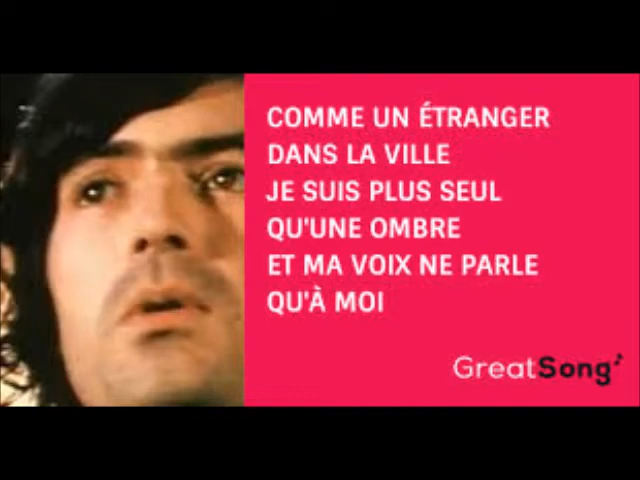 COMME UN ÉTRANGER
DANS LA VILLE
JE SUIS PLUS SEUL
QU'UNE OMBRE
ET MA VOIX NE PARLE
QU'À MOI
GreatSong